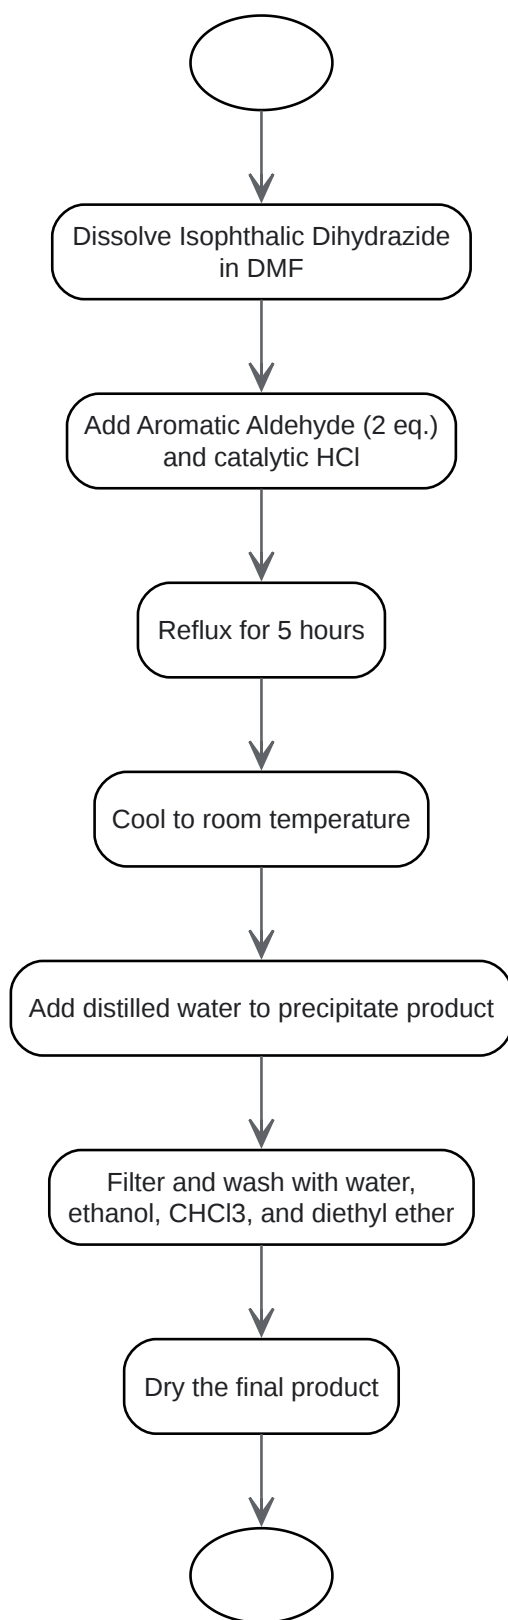 Dissolve Isophthalic Dihydrazide
in DMF
Add Aromatic Aldehyde (2 eq.)
and catalytic HCl
Reflux for 5 hours
Cool to room temperature
Add distilled water to precipitate product
Filter and wash with water,
ethanol, CHCl3, and diethyl ether
Dry the final product